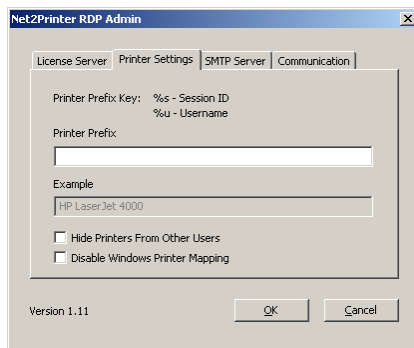 Net2Printer RDP Admin
License Server Printer Settings SMTP Server Communication
Printer Prefix Key: %s - Session ID
%u - Username
Printer Prefix
Example
HP LaserJet 4000
Hide Printers From Other Users
Disable Windows Printer Mapping
Version 1.11 OK Cancel